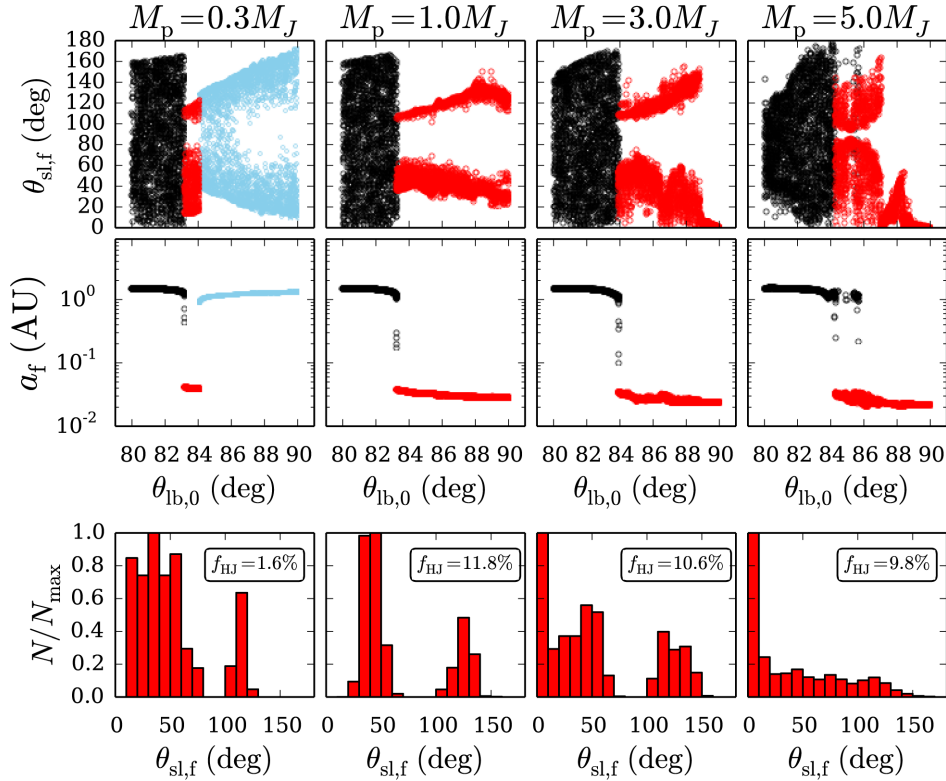 M_p=0.3M_J M_p=1.0M_J M_p=3.0M_J M_p=5.0M_J
180
160
140
120
100
80
60
40
20
0
θ_sl,f (deg)
10^0
10^-1
10^-2
a_f (AU)
80 82 84 86 88 90 80 82 84 86 88 90 80 82 84 86 88 90 80 82 84 86 88 90
θ_lb,0 (deg) θ_lb,0 (deg) θ_lb,0 (deg) θ_lb,0 (deg)
1.0
0.8
0.6
0.4
0.2
0.0
N/N_max
f_HJ=1.6% f_HJ=11.8% f_HJ=10.6% f_HJ=9.8%
0 50 100 150 0 50 100 150 0 50 100 150 0 50 100 150
θ_sl,f (deg) θ_sl,f (deg) θ_sl,f (deg) θ_sl,f (deg)